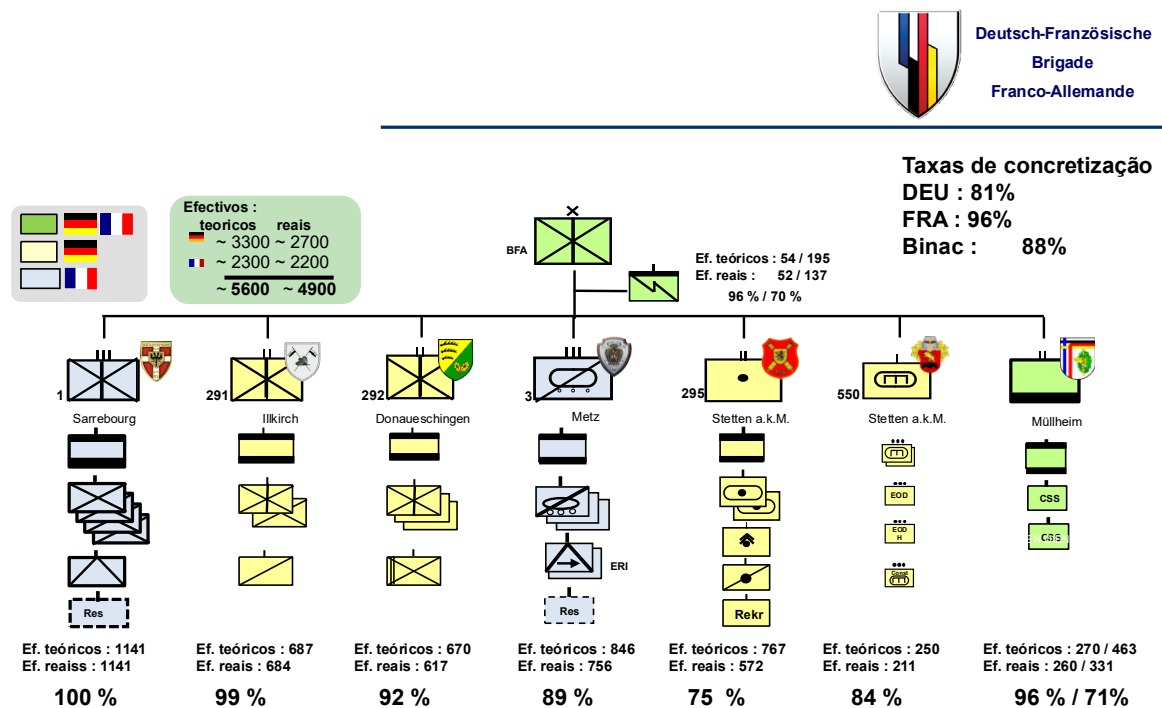 Deutsch-Französische
Brigade
Franco-Allemande
Taxas de concretização
DEU : 81%
FRA : 96%
Binac : 88%
Efectivos :
teoricos reais
~ 3300 ~ 2700
~ 2300 ~ 2200
~ 5600 ~ 4900
BFA
Ef. teóricos : 54 / 195
Ef. reais : 52 / 137
96 % / 70 %
1
291
292
3
295
550
Sarrebourg
Illkirch
Donaueschingen
Metz
Stetten a.k.M.
Stetten a.k.M.
Müllheim
EOD
CSS
EOD
H
CSS
ERI
Const
Res
Res
Rekr
Ef. teóricos : 1141
Ef. reaiss : 1141
100 %
Ef. teóricos : 687
Ef. reais : 684
99 %
Ef. teóricos : 670
Ef. reais : 617
92 %
Ef. teóricos : 846
Ef. reais : 756
89 %
Ef. teóricos : 767
Ef. reais : 572
75 %
Ef. teóricos : 250
Ef. reais : 211
84 %
Ef. teóricos : 270 / 463
Ef. reais : 260 / 331
96 % / 71%